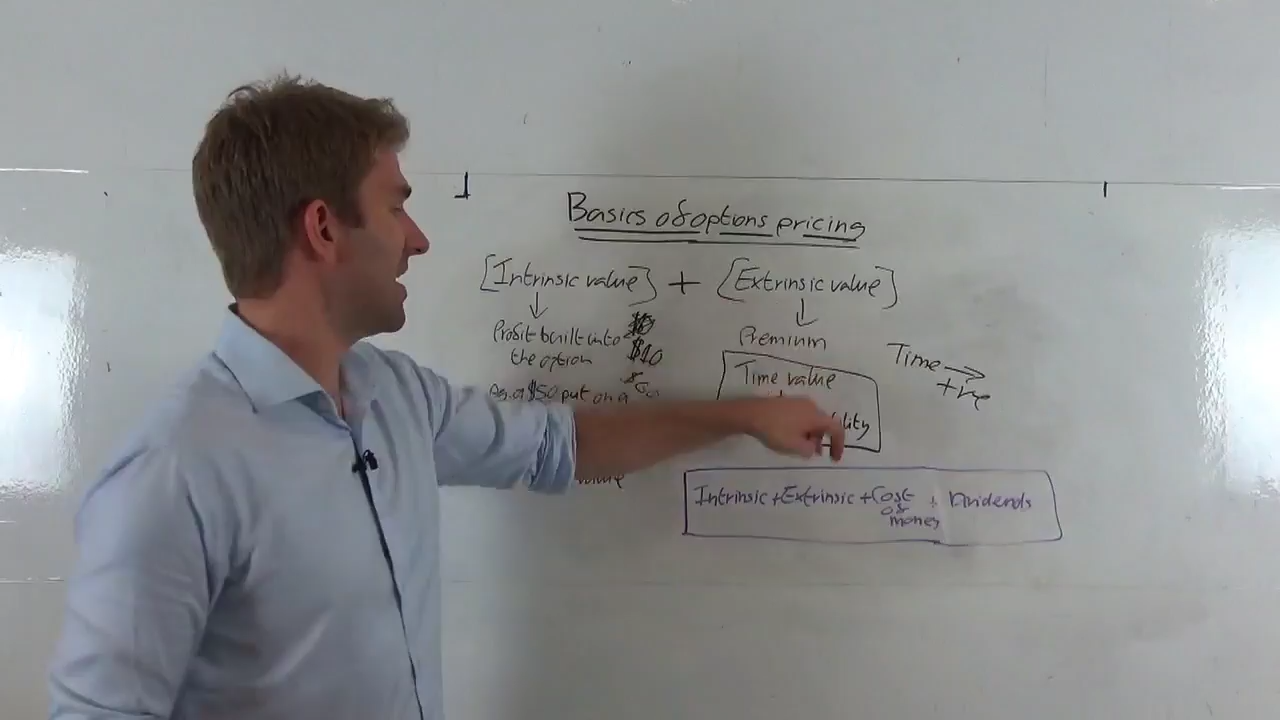 Basics of options pricing
[Intrinsic value] + [Extrinsic value]
Profit built into
the option
$10
Premium
Time value
Time →
+ve
$50 put on a
Intrinsic + Extrinsic + Cost of money + Dividends